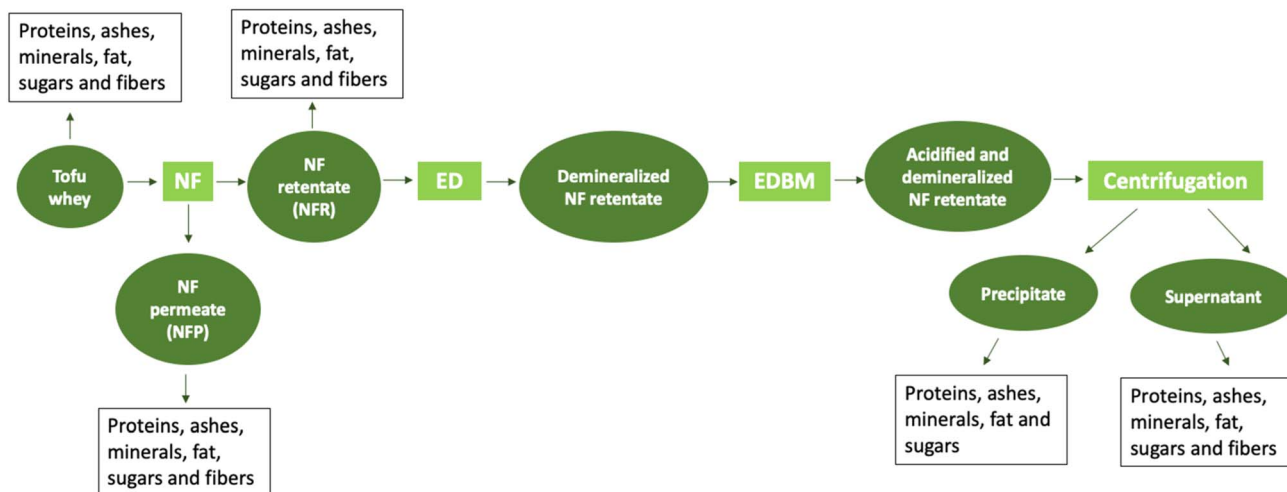 Proteins, ashes,
minerals, fat,
sugars and fibers
Proteins, ashes,
minerals, fat,
sugars and fibers
Tofu
whey
NF
NF
retentate
(NFR)
ED
Demineralized
NF retentate
EDBM
Acidified and
demineralized
NF retentate
Centrifugation
NF
permeate
(NFP)
Precipitate
Supernatant
Proteins, ashes,
minerals, fat,
sugars and fibers
Proteins, ashes,
minerals, fat and
sugars
Proteins, ashes,
minerals, fat,
sugars and fibers